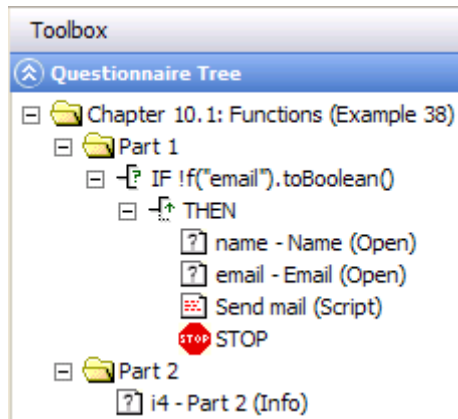 Toolbox
Questionnaire Tree
Chapter 10.1: Functions (Example 38)
Part 1
IF !f("email").toBoolean()
THEN
name - Name (Open)
email - Email (Open)
Send mail (Script)
STOP STOP
Part 2
i4 - Part 2 (Info)